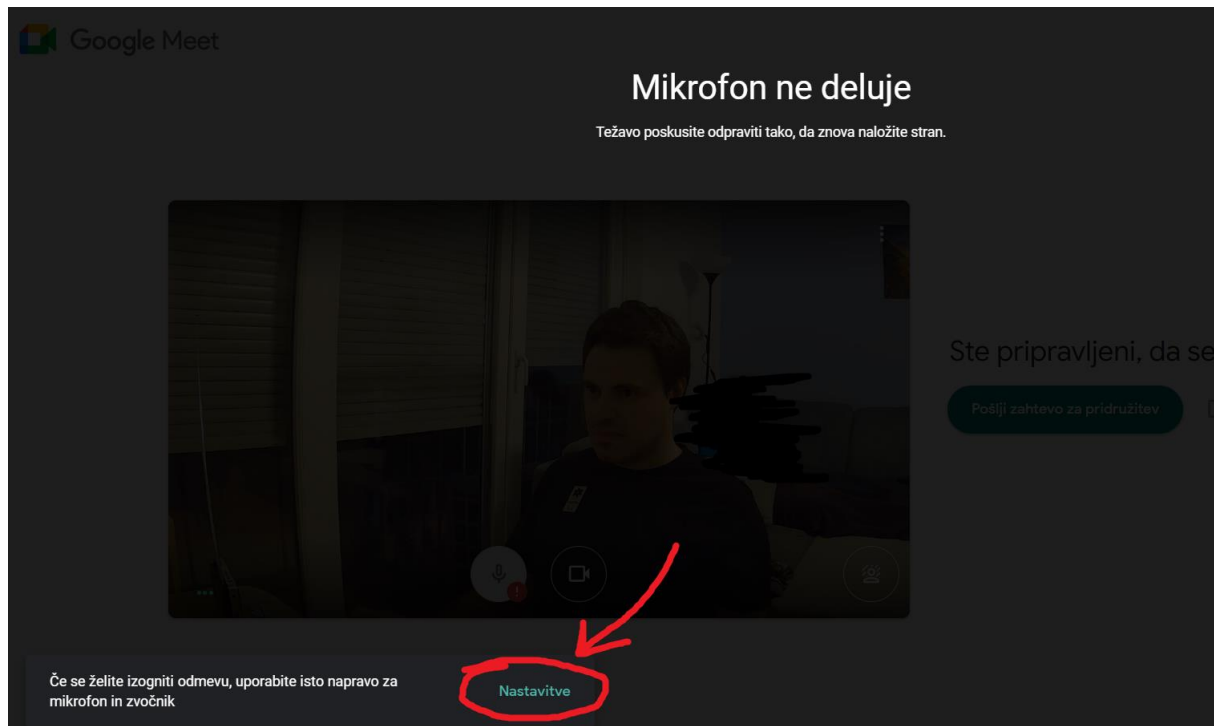 Google Meet
Mikrofon ne deluje
Težavo poskusite odpraviti tako, da znova naložite stran.
Ste pripravljeni, da se
Pošlji zahtevo za pridružitev
Če se želite izogniti odmevu, uporabite isto napravo za
mikrofon in zvočnik
Nastavitve